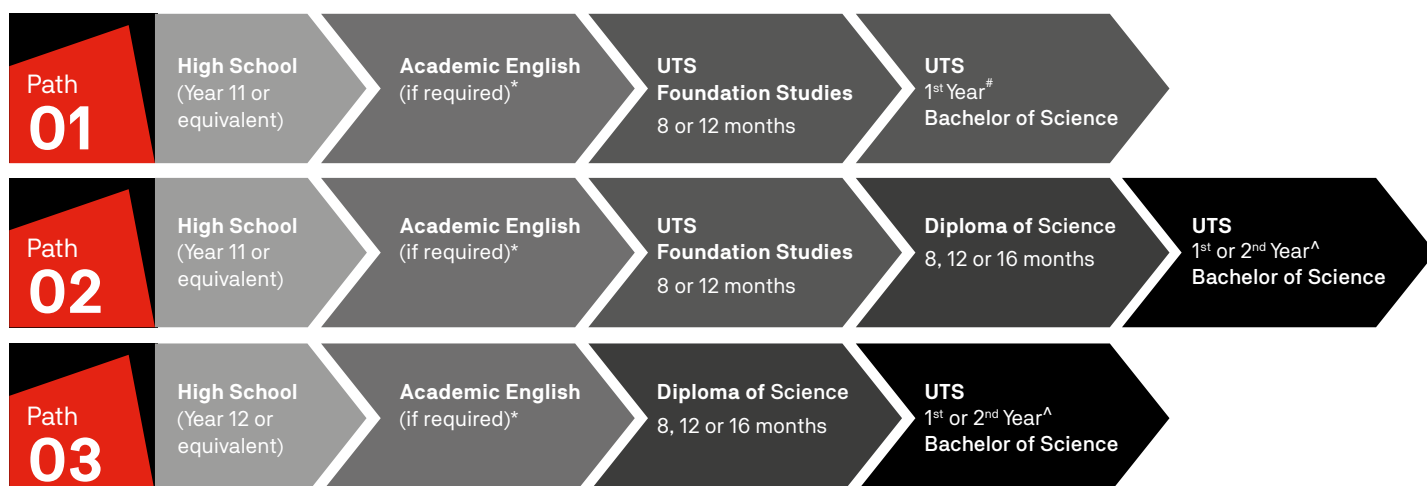 Path
01
High School
(Year 11 or
equivalent)
Academic English
(if required)*
UTS
Foundation Studies
8 or 12 months
UTS
1st Year#
Bachelor of Science
Path
02
High School
(Year 11 or
equivalent)
Academic English
(if required)*
UTS
Foundation Studies
8 or 12 months
Diploma of Science
8, 12 or 16 months
UTS
1st or 2nd Year^
Bachelor of Science
Path
03
High School
(Year 12 or
equivalent)
Academic English
(if required)*
Diploma of Science
8, 12 or 16 months
UTS
1st or 2nd Year^
Bachelor of Science